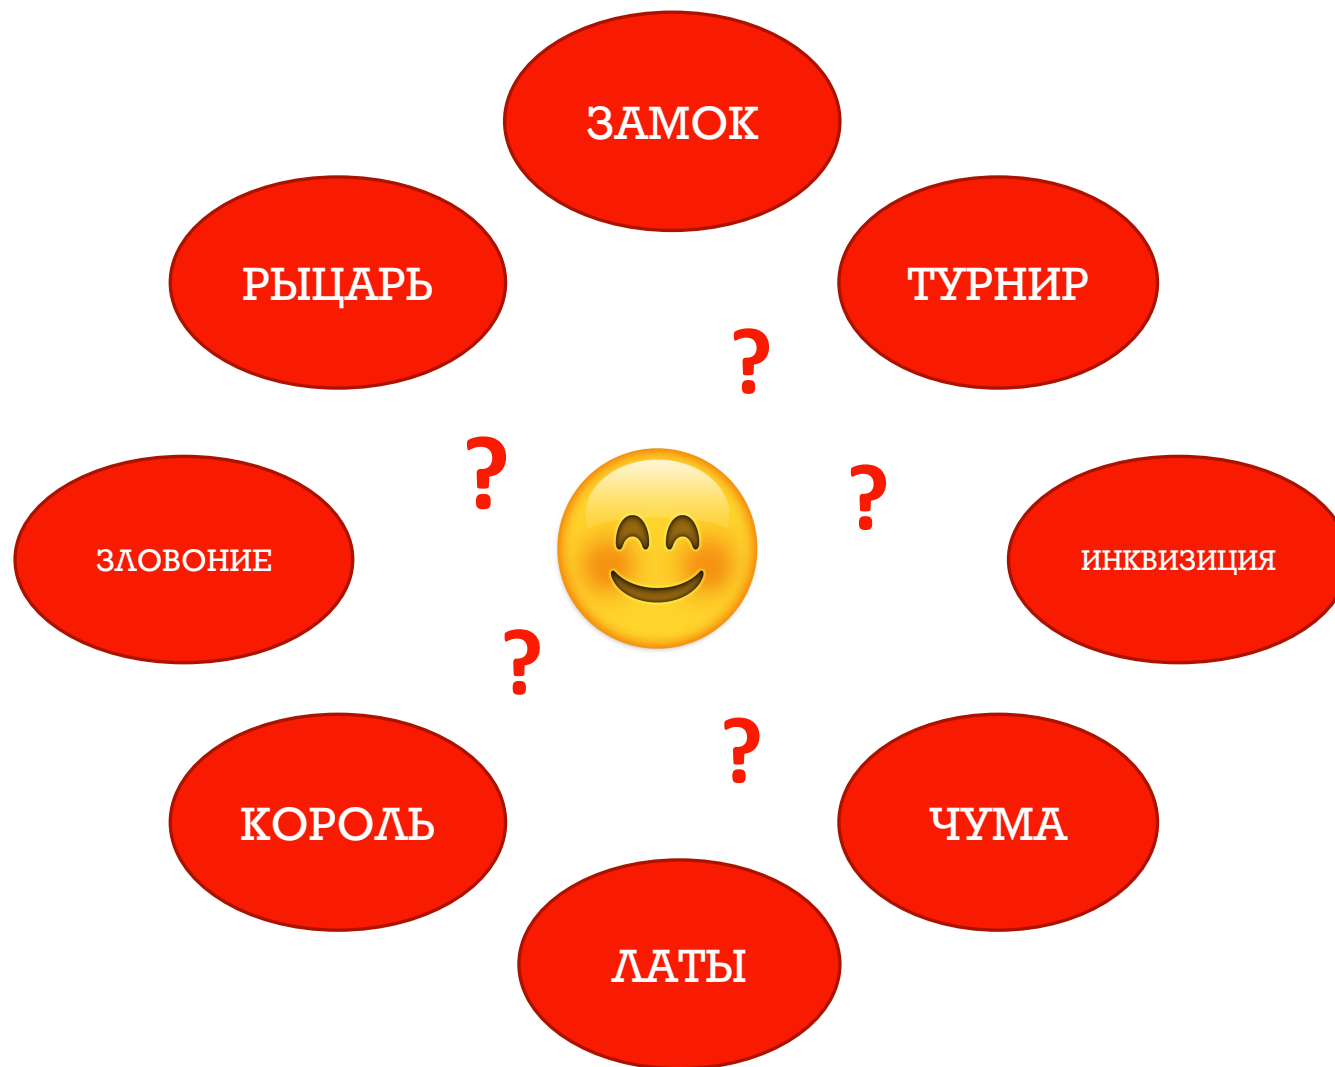 ЗАМОК
РЫЦАРЬ
ТУРНИР
?
?
?
ЗЛОВОНИЕ
ИНКВИЗИЦИЯ
?
?
КОРОЛЬ
ЧУМА
ЛАТЫ